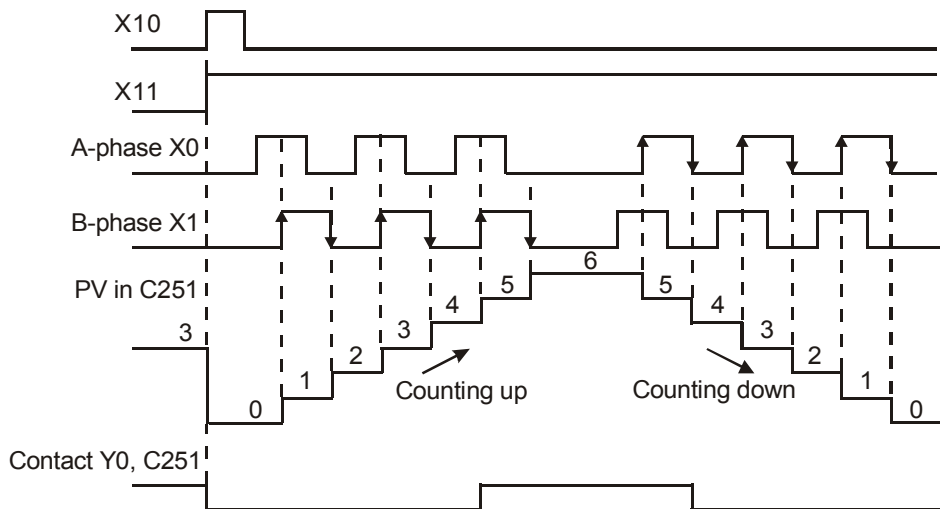 X10
X11
A-phase X0
B-phase X1
6
PV in C251
5
5
4
4
3
3
3
2
2
Counting up
Counting down
1
1
0
0
Contact Y0, C251